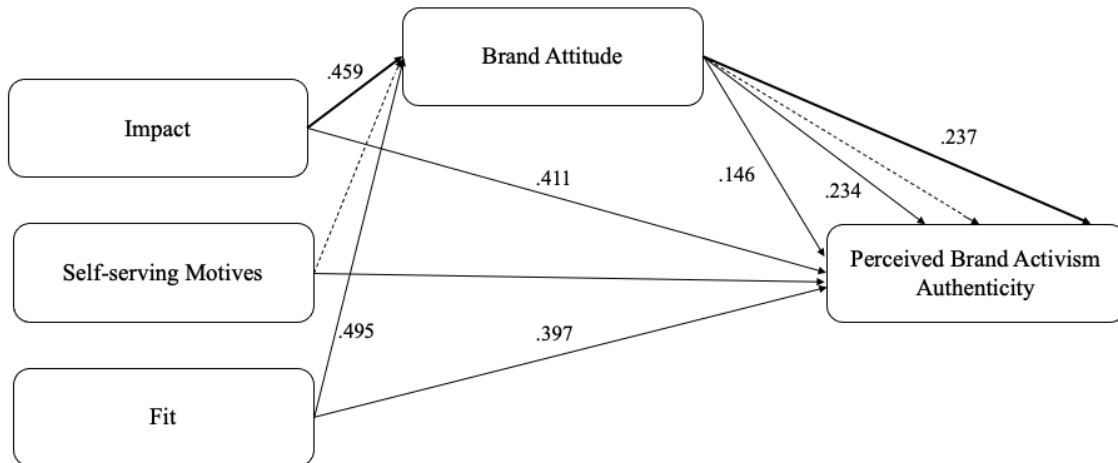 Brand Attitude
.459
Impact
.237
.146
.411
.234
Perceived Brand Activism
Authenticity
Self-serving Motives
.495
.397
Fit